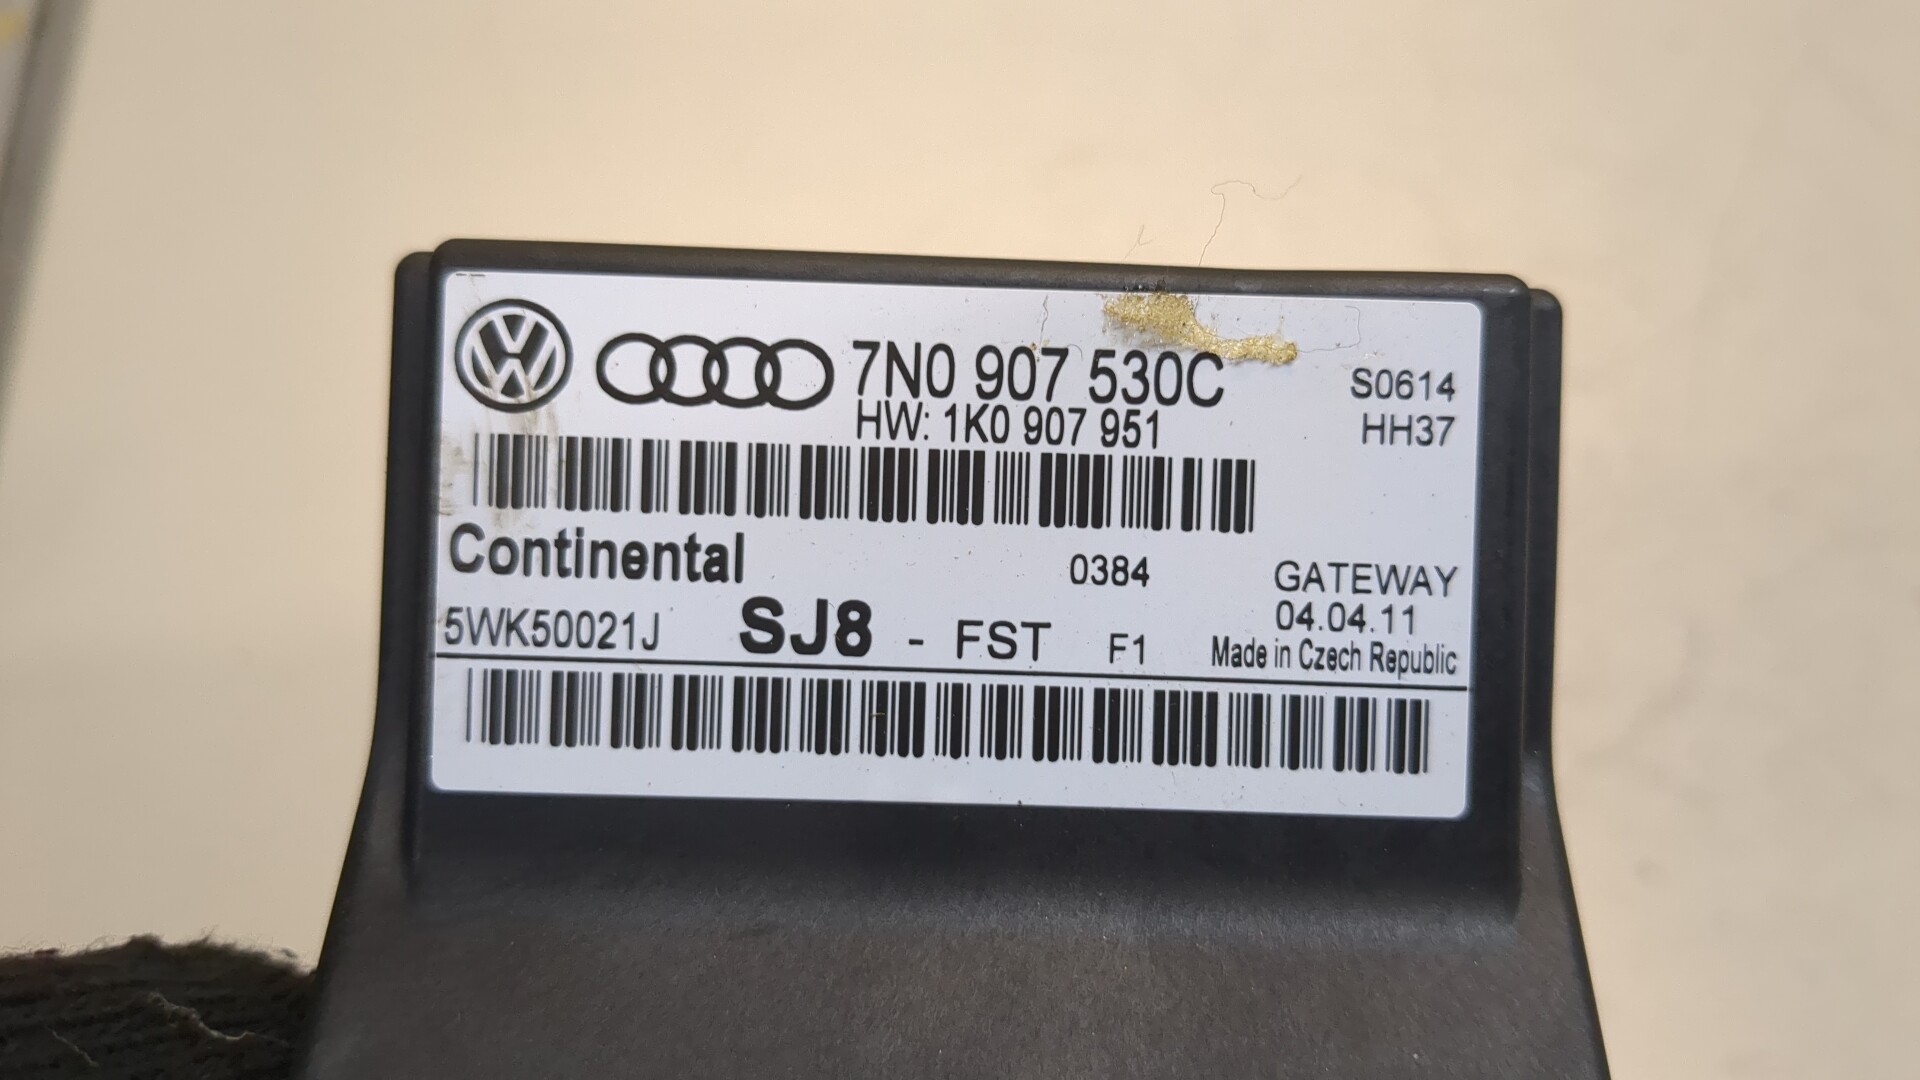 7N0 907 530C
S0614
HW: 1K0 907 951
HH37
Continental
0384
GATEWAY
04.04.11
5WK50021J SJ8 - FST F1
Made in Czech Republic